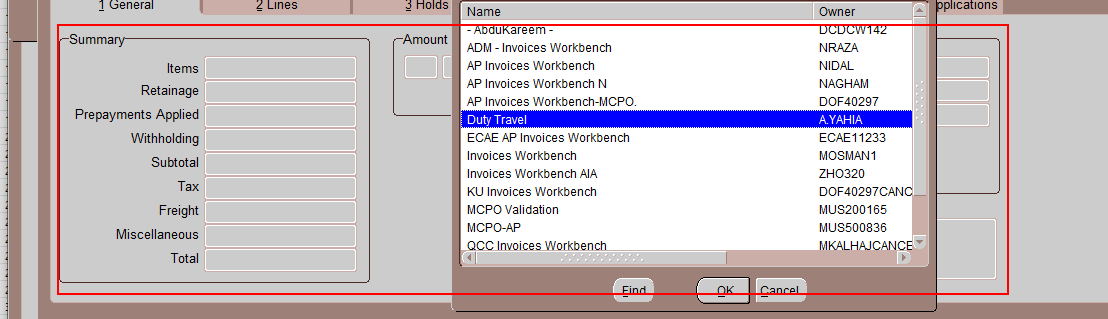 1 General 2 Lines 3 Holds pplications
Summary
Items
Retainage
Prepayments Applied
Withholding
Subtotal
Tax
Freight
Miscellaneous
Total
Amount
Name Owner
- AbduKareem - DCDCW142
ADM - Invoices Workbench NRAZA
AP Invoices Workbench NIDAL
AP Invoices Workbench N NAGHAM
AP Invoices Workbench-MCPO. DOF40297
Duty Travel A.YAHIA
ECAE AP Invoices Workbench ECAE11233
Invoices Workbench MOSMAN1
Invoices Workbench AIA ZHO320
KU Invoices Workbench DOF40297CANC
MCPO Validation MUS200165
MCPO-AP MUS500836
QCC Invoices Workbench MKALHAJCANCE
Find OK Cancel